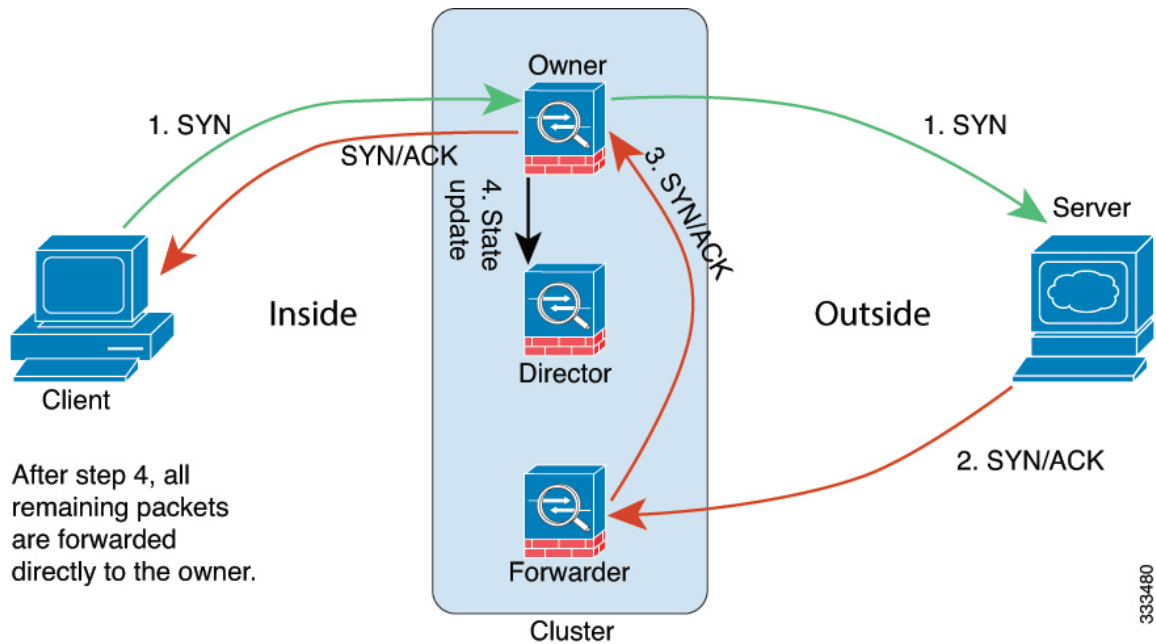 Owner
1. SYN
1. SYN
SYN/ACK
3. SYN/ACK
4. State
update
Server
Inside
Outside
Director
Client
2. SYN/ACK
After step 4, all
remaining packets
are forwarded
directly to the owner.
Forwarder
Cluster
333480